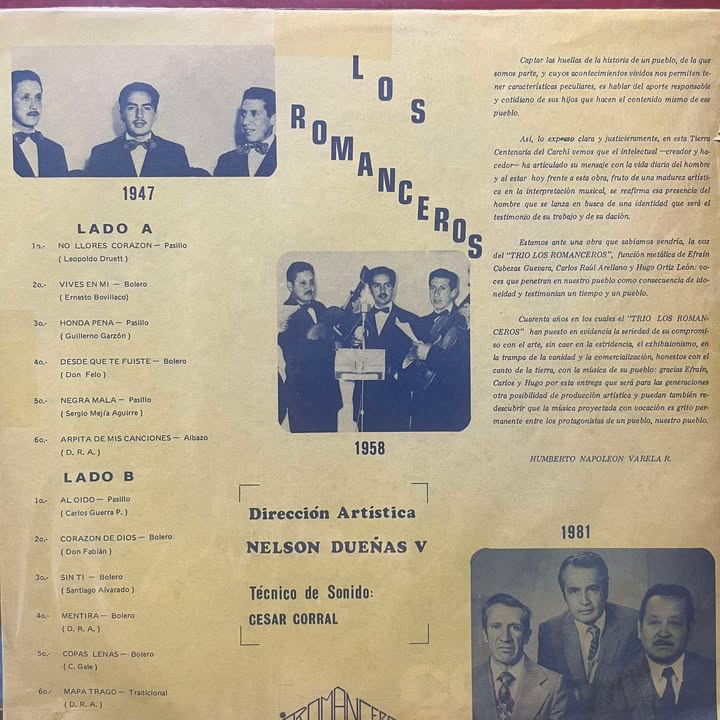 LOS
ROMANCEROS
1947
LADO A
1o.- NO LLORES CORAZON — Pasillo
( Leopoldo Druett )
2o.- VIVES EN MI — Bolero
( Ernesto Bovillaco)
3o.- HONDA PENA — Pasillo
( Guillerno Garzón )
4o.- DESDE QUE TE FUISTE — Bolero
( Don Felo )
5o.- NEGRA MALA — Pasillo
( Sergio Mejía Aguirre )
6o.- ARPITA DE MIS CANCIONES — Albazo
( D. R. A. )
LADO B
1o.- AL OIDO — Pasillo
( Carlos Guerra P. )
2o.- CORAZON DE DIOS — Bolero
( Don Fabián )
3o.- SIN TI — Bolero
( Santiago Alvarado )
4o.- MENTIRA — Bolero
( D. R. A. )
5o.- COPAS LENAS — Bolero
( C. Gale )
6o.- MAPA TRAGO — Tradicional
( D. R. A )
1958
Dirección Artística
NELSON DUEÑAS V
Técnico de Sonido:
CESAR CORRAL
ROMANCERO
Captar las huellas de la historia de un pueblo, de la que
somos parte, y cuyos acontecimientos vividos nos permiten te-
ner características peculiares, es hablar del aporte responsable
y cotidiano de sus hijos que hacen el contenido mismo de ese
pueblo.
Así, lo expreso clara y justicieramente, en esta Tierra
Centenaria del Carchi vemos que el intelectual —creador y ha-
cedor— ha articulado su mensaje con la vida diaria del hombre
y al estar hoy frente a esta obra, fruto de una madurez artísti-
ca en la interpretación musical, se reafirma esa presencia del
hombre que se lanza en busca de una identidad que será el
testimonio de su trabajo y de su dación.
Estamos ante una obra que sabíamos vendría, la voz
del "TRIO LOS ROMANCEROS", función metálica de Efraín
Cabezas Guevara, Carlos Raúl Arellano y Hugo Ortiz León: vo-
ces que penetran en nuestro pueblo como consecuencia de ido-
neidad y testimonian un tiempo y un pueblo.
Cuarenta años en los cuales el "TRIO LOS ROMAN-
CEROS" han puesto en evidencia la seriedad de su compromi-
so con el arte, sin caer en la estridencia, el exhibisionismo, en
la trampa de la vanidad y la comercialización, honestos con el
canto de la tierra, con la música de su pueblo: gracias Efraín,
Carlos y Hugo por esta entrega que será para las generaciones
otra posibilidad de producción artística y puedan también re-
descubrir que la música proyectada con vocación es grito per-
manente entre los protagonistas de un pueblo, nuestro pueblo.
HUMBERTO NAPOLEON VARELA R.
1981